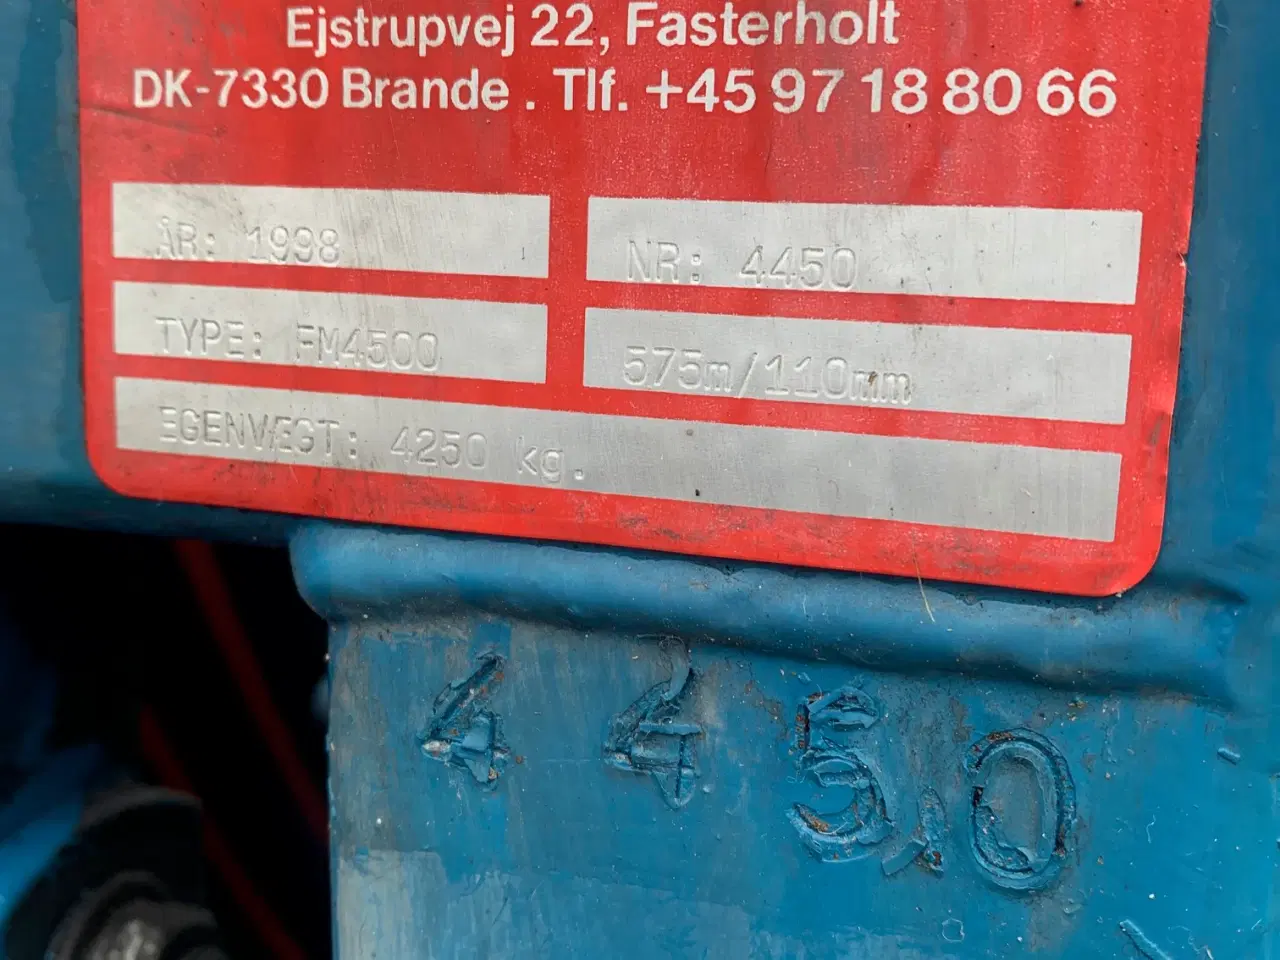 Ejstrupvej 22, Fasterholt
DK-7330 Brande . Tlf. +45 97 18 80 66
ÅR: 1998
NR: 4450
TYPE: FM4500
575m/110mm
EGENVÆGT: 4250 kg.
4450